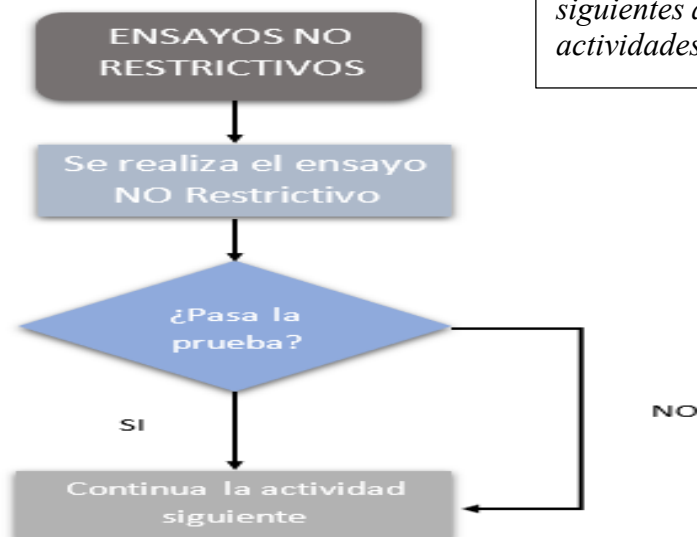 siguientes
actividades
ENSAYOS NO
RESTRICTIVOS
Se realiza el ensayo
NO Restrictivo
¿Pasa la
prueba?
SI
NO
Continua la actividad
siguiente